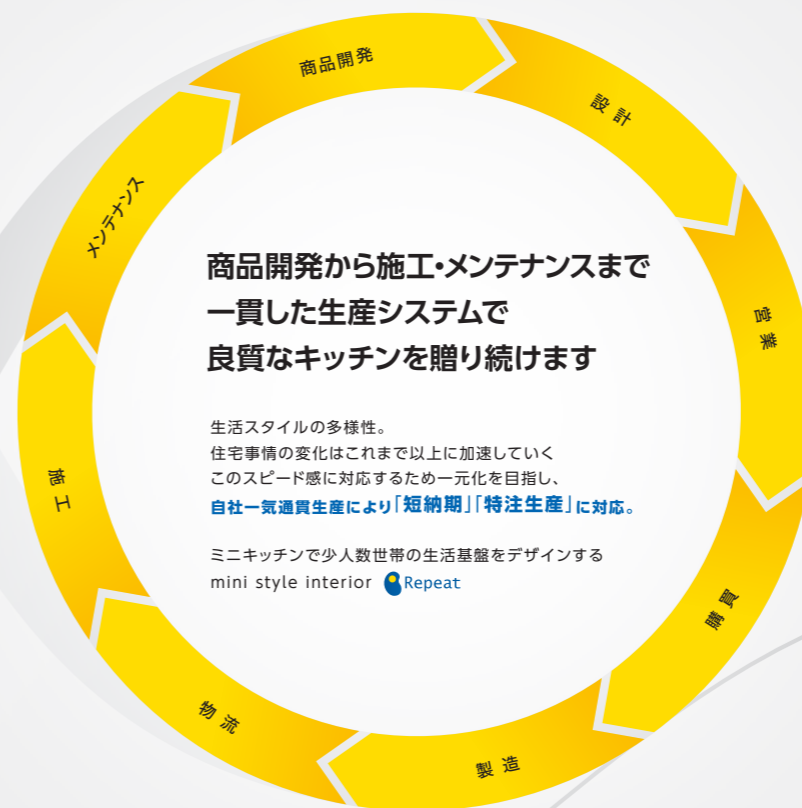 商品開発
設計
営業
購買
製造
物流
施工
メンテナンス
商品開発から施工・メンテナンスまで
一貫した生産システムで
良質なキッチンを贈り続けます
生活スタイルの多様性。
住宅事情の変化はこれまで以上に加速していく
このスピード感に対応するため一元化を目指し、
自社一気通貫生産により「短納期」「特注生産」に対応。
ミニキッチンで少人数世帯の生活基盤をデザインする
mini style interior Repeat